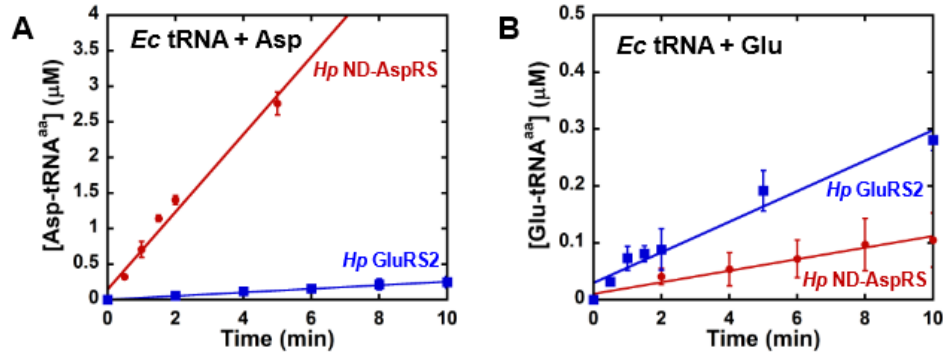 A
Ec tRNA + Asp
Hp ND-AspRS
Hp GluRS2
[Asp-tRNAᵃᵃ] (μM)
4
3.5
3
2.5
2
1.5
1
0.5
0
0 2 4 6 8 10
Time (min)
B
Ec tRNA + Glu
Hp GluRS2
Hp ND-AspRS
[Glu-tRNAᵃᵃ] (μM)
0.5
0.4
0.3
0.2
0.1
0
0 2 4 6 8 10
Time (min)